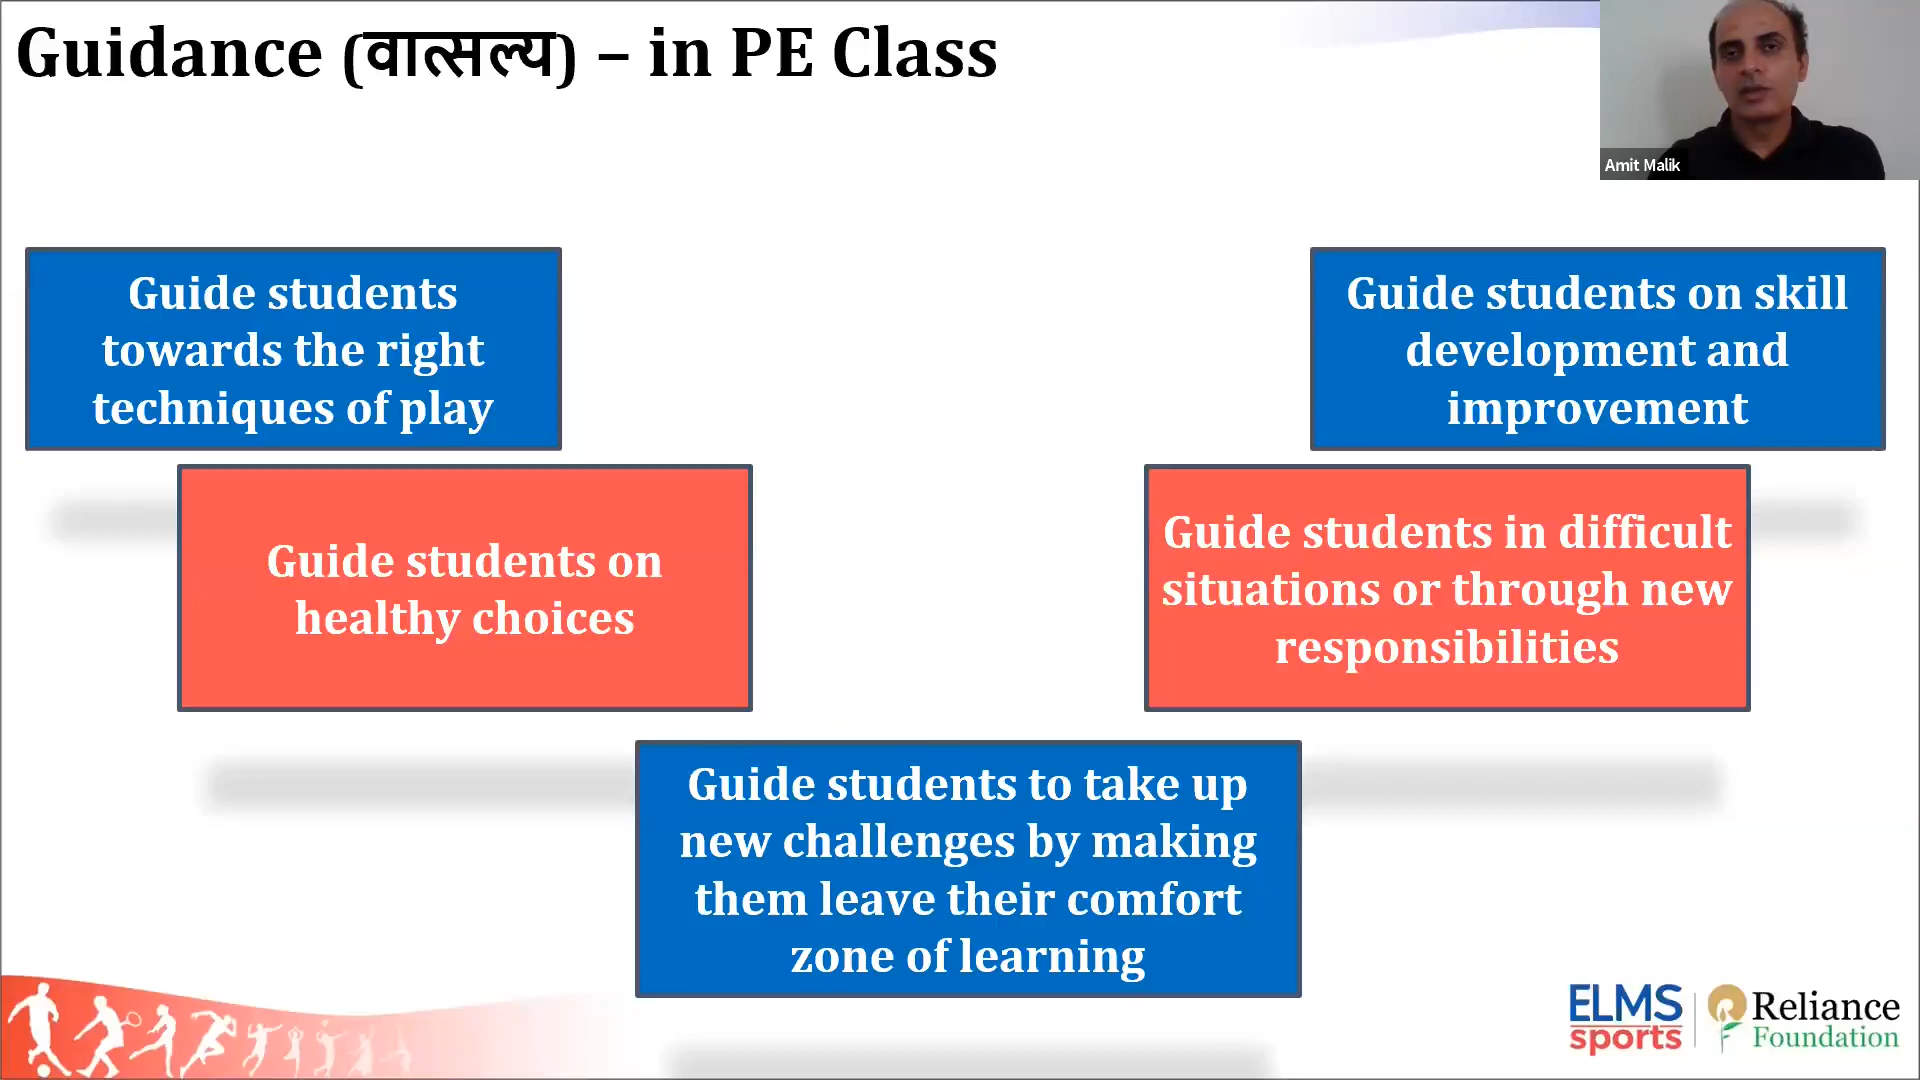 Guidance (वात्सल्य) – in PE Class
Amit Malik
Guide students
towards the right
techniques of play
Guide students on skill
development and
improvement
Guide students on
healthy choices
Guide students in difficult
situations or through new
responsibilities
Guide students to take up
new challenges by making
them leave their comfort
zone of learning
ELMS
sports
Reliance
Foundation